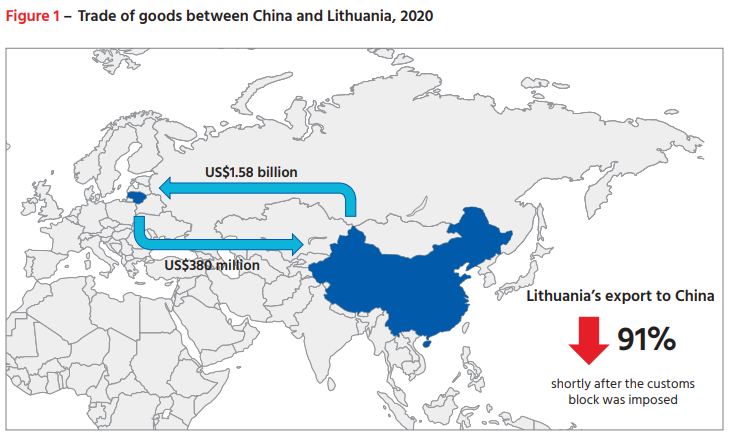 Figure 1 – Trade of goods between China and Lithuania, 2020
US$1.58 billion
US$380 million
Lithuania’s export to China
91%
shortly after the customs
block was imposed